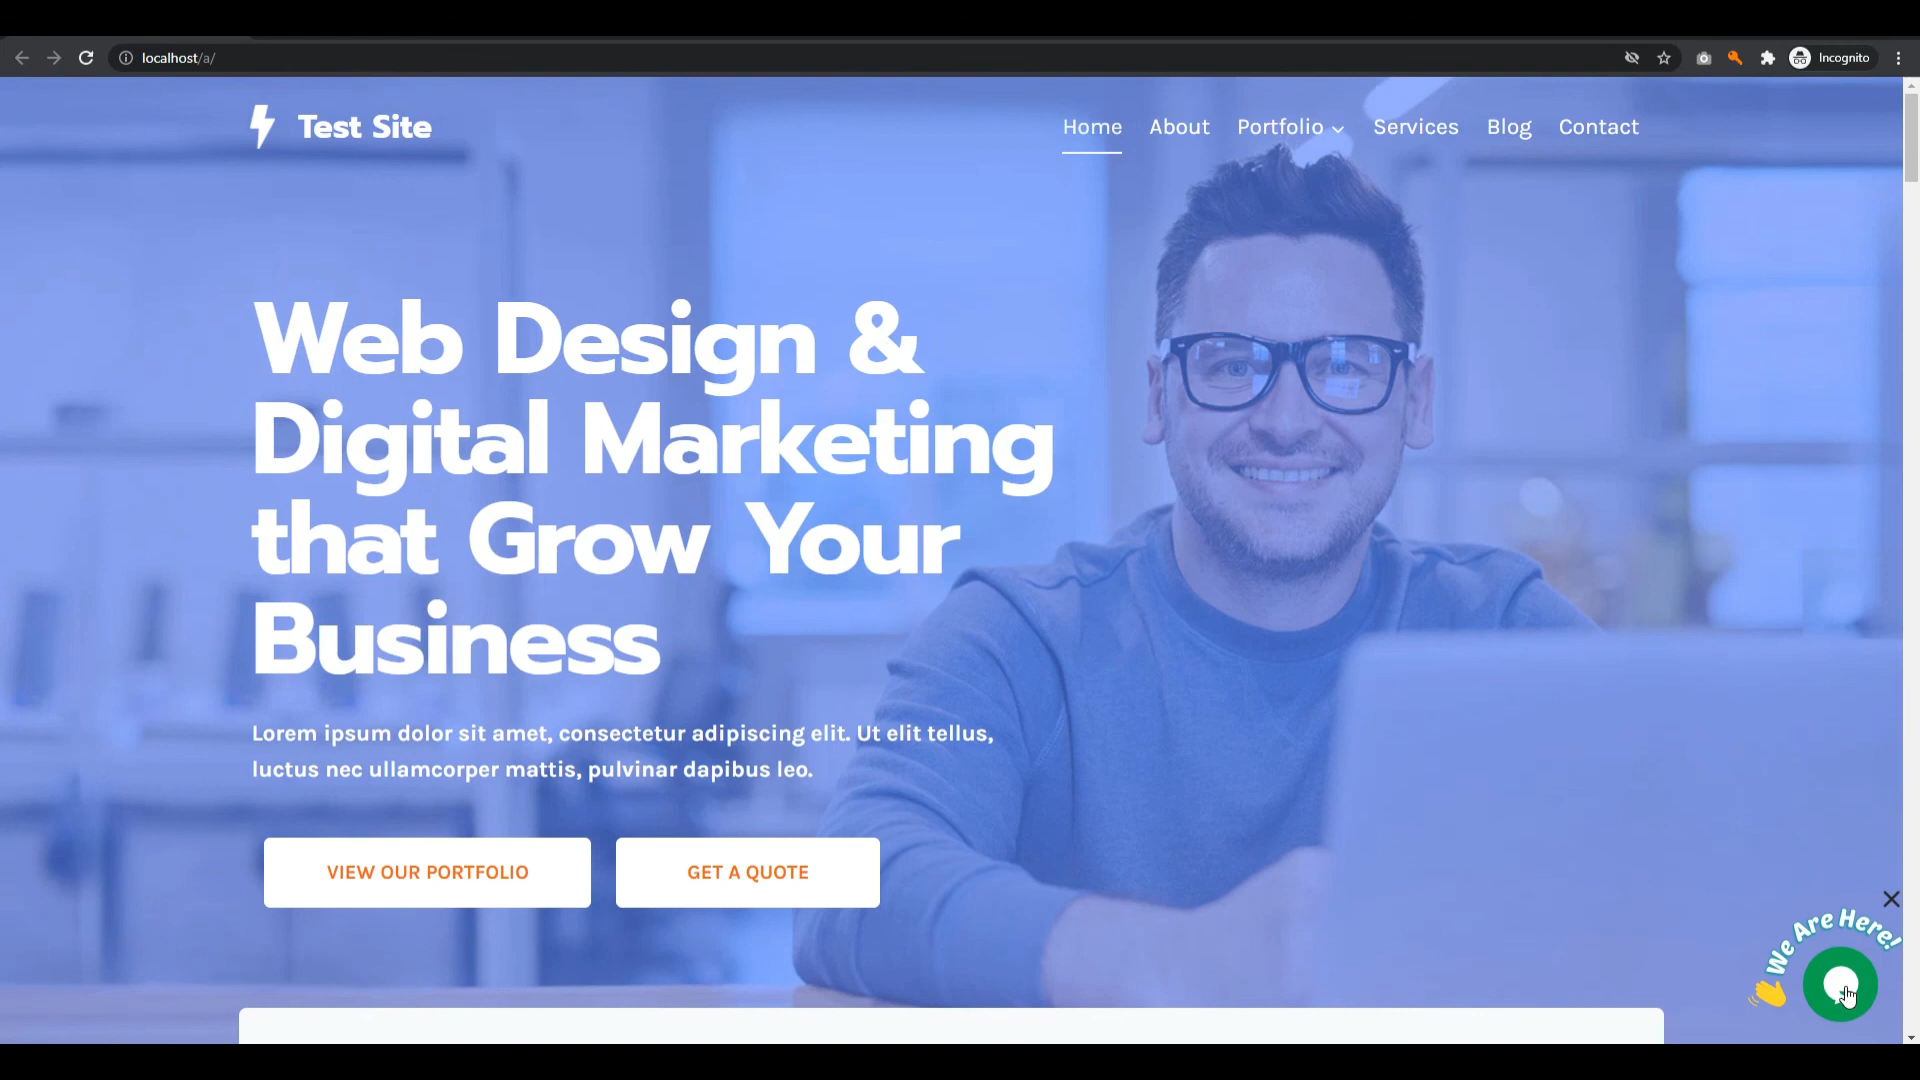 localhost/a/
Incognito
Test Site
Home About Portfolio Services Blog Contact
Web Design &
Digital Marketing
that Grow Your
Business
Lorem ipsum dolor sit amet, consectetur adipiscing elit. Ut elit tellus,
luctus nec ullamcorper mattis, pulvinar dapibus leo.
VIEW OUR PORTFOLIO
GET A QUOTE
We Are Here!